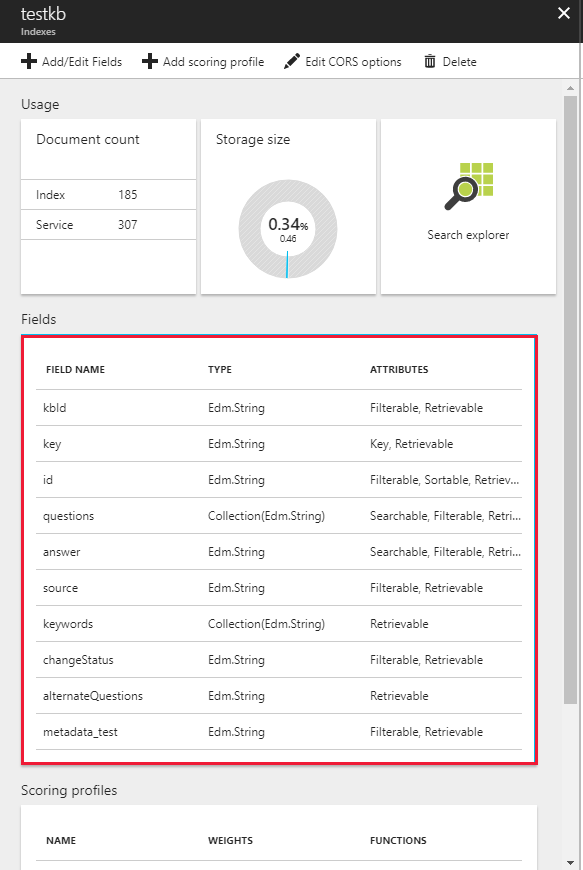 testkb
Indexes
Add/Edit Fields Add scoring profile Edit CORS options Delete
Usage
Document count
Index 185
Service 307
Storage size
0.34%
0.46
Search explorer
Fields
FIELD NAME TYPE ATTRIBUTES
kbId Edm.String Filterable, Retrievable
key Edm.String Key, Retrievable
id Edm.String Filterable, Sortable, Retriev...
questions Collection(Edm.String) Searchable, Filterable, Retri...
answer Edm.String Searchable, Filterable, Retri...
source Edm.String Filterable, Retrievable
keywords Collection(Edm.String) Retrievable
changeStatus Edm.String Filterable, Retrievable
alternateQuestions Edm.String Retrievable
metadata_test Edm.String Filterable, Retrievable
Scoring profiles
NAME WEIGHTS FUNCTIONS